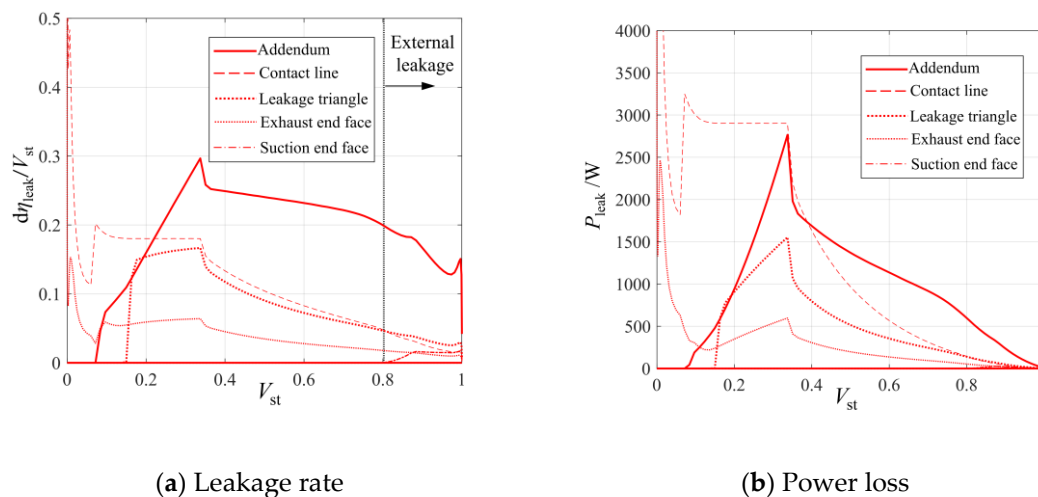 0.5
0.4
0.3
0.2
0.1
0
dη_leak/V_st
Addendum
Contact line
Leakage triangle
Exhaust end face
Suction end face
External
leakage
0 0.2 0.4 0.6 0.8 1
V_st
(a) Leakage rate
4000
3500
3000
2500
2000
1500
1000
500
0
P_leak /W
Addendum
Contact line
Leakage triangle
Exhaust end face
Suction end face
0 0.2 0.4 0.6 0.8
V_st
(b) Power loss